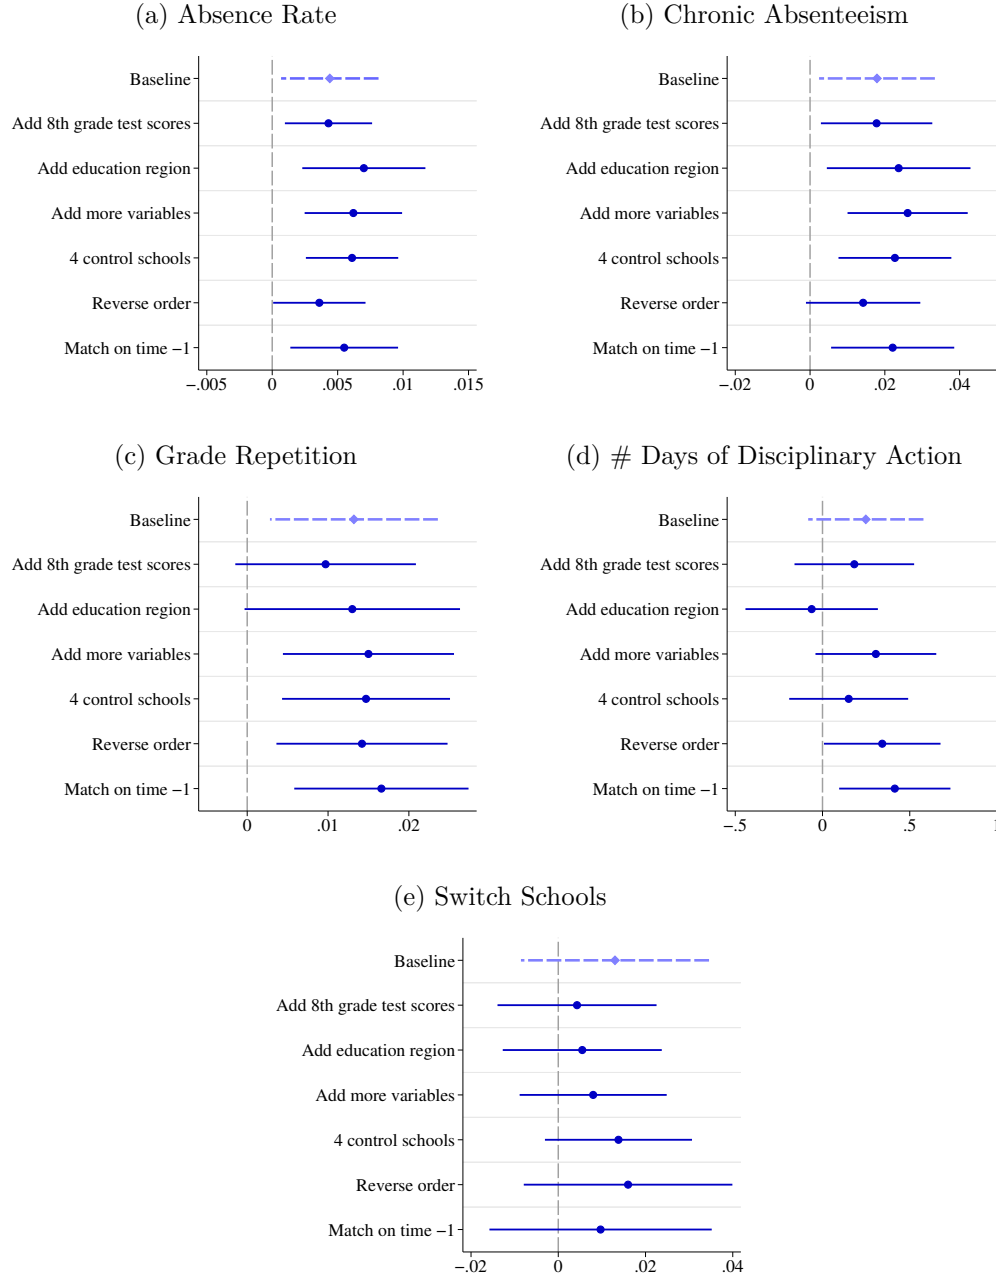 (a) Absence Rate
Baseline
Add 8th grade test scores
Add education region
Add more variables
4 control schools
Reverse order
Match on time −1
−.005 0 .005 .01 .015
(b) Chronic Absenteeism
Baseline
Add 8th grade test scores
Add education region
Add more variables
4 control schools
Reverse order
Match on time −1
−.02 0 .02 .04
(c) Grade Repetition
Baseline
Add 8th grade test scores
Add education region
Add more variables
4 control schools
Reverse order
Match on time −1
0 .01 .02
(d) # Days of Disciplinary Action
Baseline
Add 8th grade test scores
Add education region
Add more variables
4 control schools
Reverse order
Match on time −1
−.5 0 .5
(e) Switch Schools
Baseline
Add 8th grade test scores
Add education region
Add more variables
4 control schools
Reverse order
Match on time −1
−.02 0 .02 .04